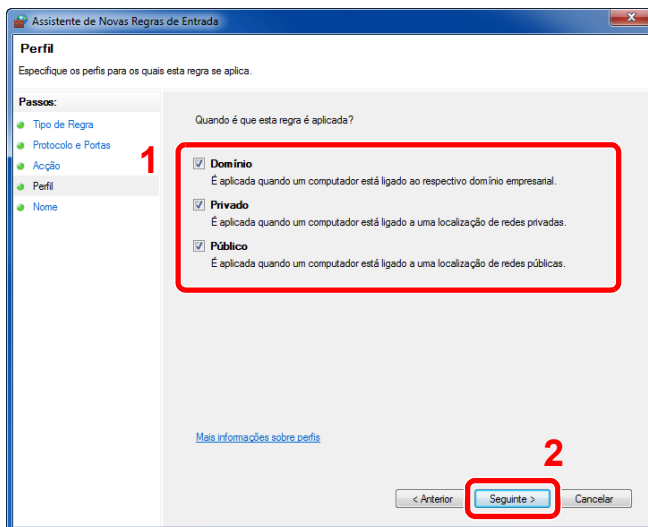 Assistente de Novas Regras de Entrada
Perfil
Especifique os perfis para os quais esta regra se aplica.
Passos:
Tipo de Regra
Protocolo e Portas
Acção
Perfil
Nome
Quando é que esta regra é aplicada?
1
Domínio
É aplicada quando um computador está ligado ao respectivo domínio empresarial.
Privado
É aplicada quando um computador está ligado a uma localização de redes privadas.
Público
É aplicada quando um computador está ligado a uma localização de redes públicas.
Mais informações sobre perfis
2
< Anterior
Seguinte >
Cancelar